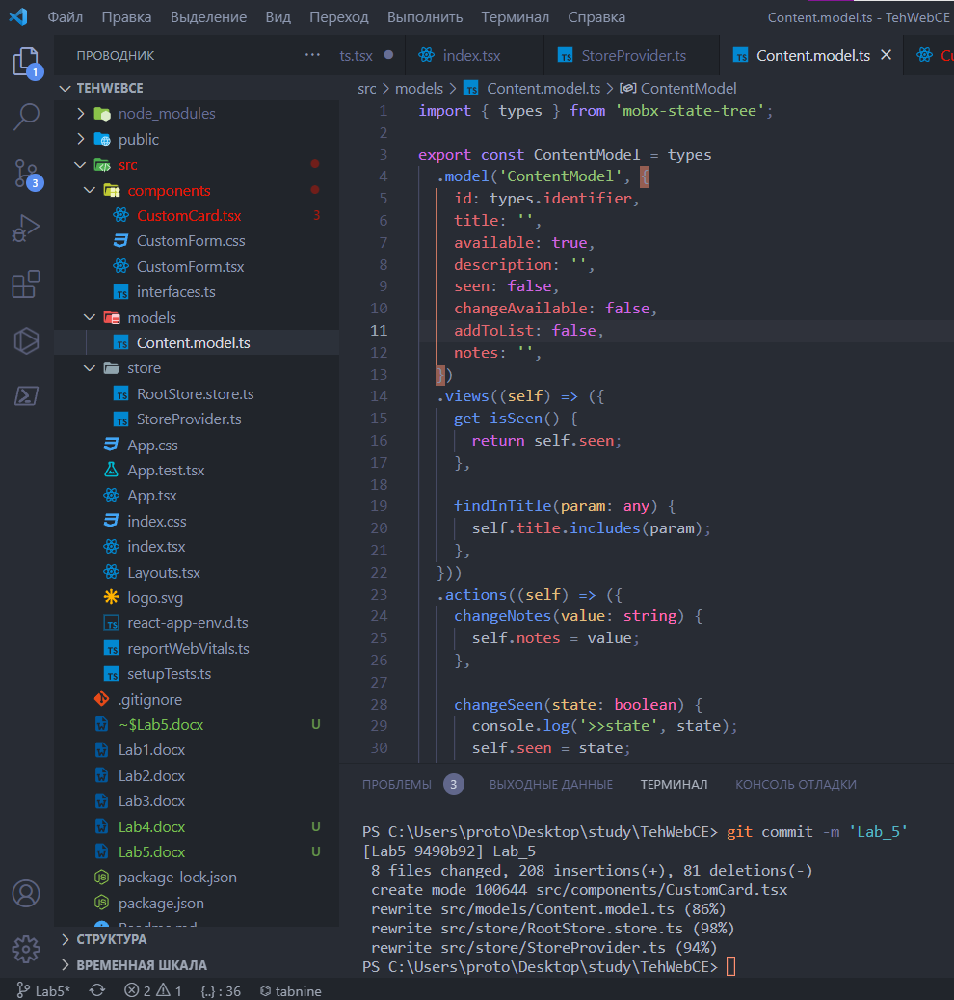 Файл Правка Выделение Вид Переход Выполнить Терминал Справка Content.model.ts - TehWebCE
ПРОВОДНИК ··· ts.tsx index.tsx StoreProvider.ts Content.model.ts
src > models > Content.model.ts > ContentModel
1
TEHWEBCE
node_modules
public
src
components
CustomCard.tsx 3
CustomForm.css
CustomForm.tsx
interfaces.ts
models
Content.model.ts
store
RootStore.store.ts
StoreProvider.ts
App.css
App.test.tsx
App.tsx
index.css
index.tsx
Layouts.tsx
logo.svg
react-app-env.d.ts
reportWebVitals.ts
setupTests.ts
.gitignore
~$Lab5.docx U
Lab1.docx
Lab2.docx
Lab3.docx
Lab4.docx U
Lab5.docx U
package-lock.json
package.json
Readme.md
СТРУКТУРА
ВРЕМЕННАЯ ШКАЛА
3
1 import { types } from 'mobx-state-tree';
2
3 export const ContentModel = types
4 .model('ContentModel', {
5 id: types.identifier,
6 title: '',
7 available: true,
8 description: '',
9 seen: false,
10 changeAvailable: false,
11 addToList: false,
12 notes: '',
13 })
14 .views((self) => ({
15 get isSeen() {
16 return self.seen;
17 },
18
19 findInTitle(param: any) {
20 self.title.includes(param);
21 },
22 }))
23 .actions((self) => ({
24 changeNotes(value: string) {
25 self.notes = value;
26 },
27
28 changeSeen(state: boolean) {
29 console.log('>>state', state);
30 self.seen = state;
ПРОБЛЕМЫ 3 ВЫХОДНЫЕ ДАННЫЕ ТЕРМИНАЛ КОНСОЛЬ ОТЛАДКИ
PS C:\Users\proto\Desktop\study\TehWebCE> git commit -m 'Lab_5'
[Lab5 9490b92] Lab_5
8 files changed, 208 insertions(+), 81 deletions(-)
create mode 100644 src/components/CustomCard.tsx
rewrite src/models/Content.model.ts (86%)
rewrite src/store/RootStore.store.ts (98%)
rewrite src/store/StoreProvider.ts (94%)
PS C:\Users\proto\Desktop\study\TehWebCE>
Lab5* 2 1 {..} : 36 tabnine